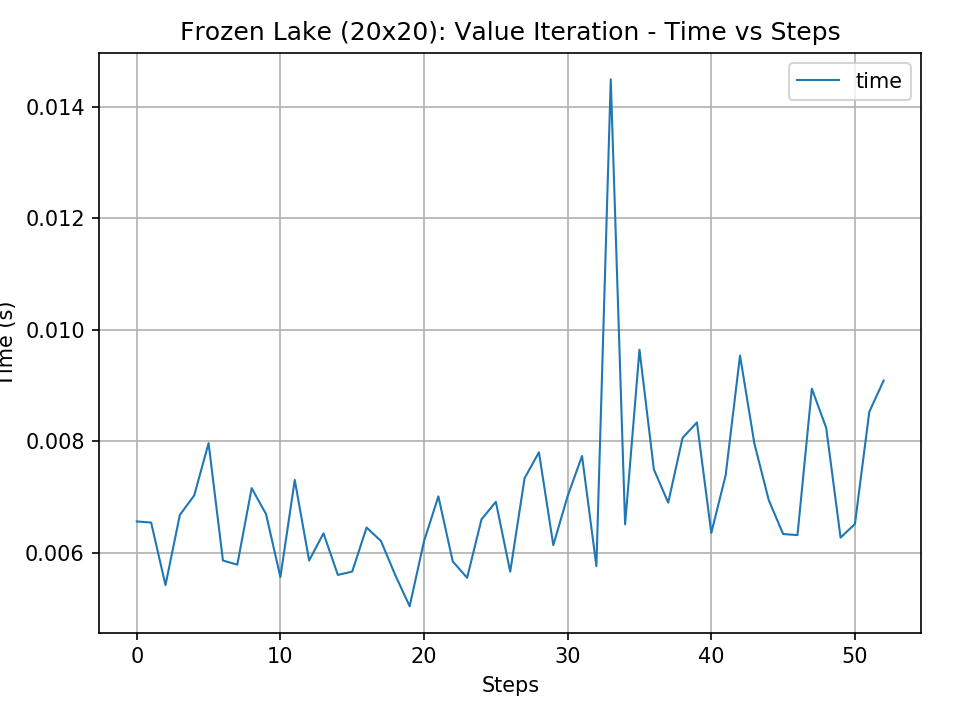 Frozen Lake (20x20): Value Iteration - Time vs Steps
time
0.014
0.012
0.010
0.008
0.006
Time (s)
0
10
20
30
40
50
Steps